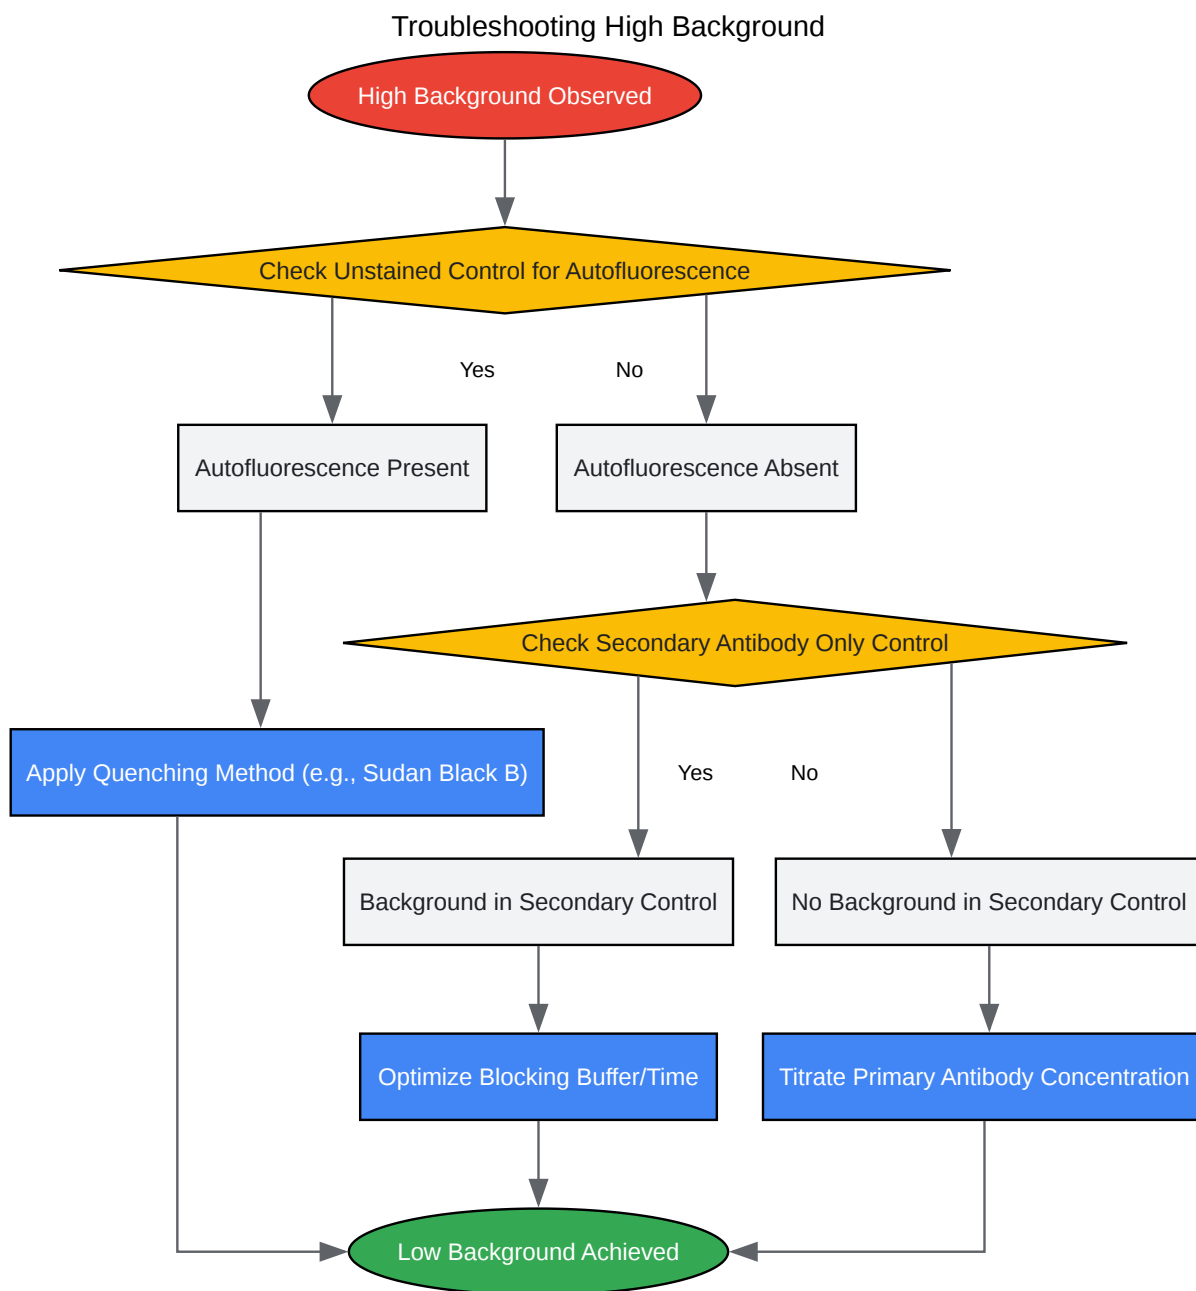 Troubleshooting High Background
High Background Observed
Check Unstained Control for Autofluorescence
Yes
No
Autofluorescence Present
Autofluorescence Absent
Check Secondary Antibody Only Control
Apply Quenching Method (e.g., Sudan Black B)
Yes
No
Background in Secondary Control
No Background in Secondary Control
Optimize Blocking Buffer/Time
Titrate Primary Antibody Concentration
Low Background Achieved